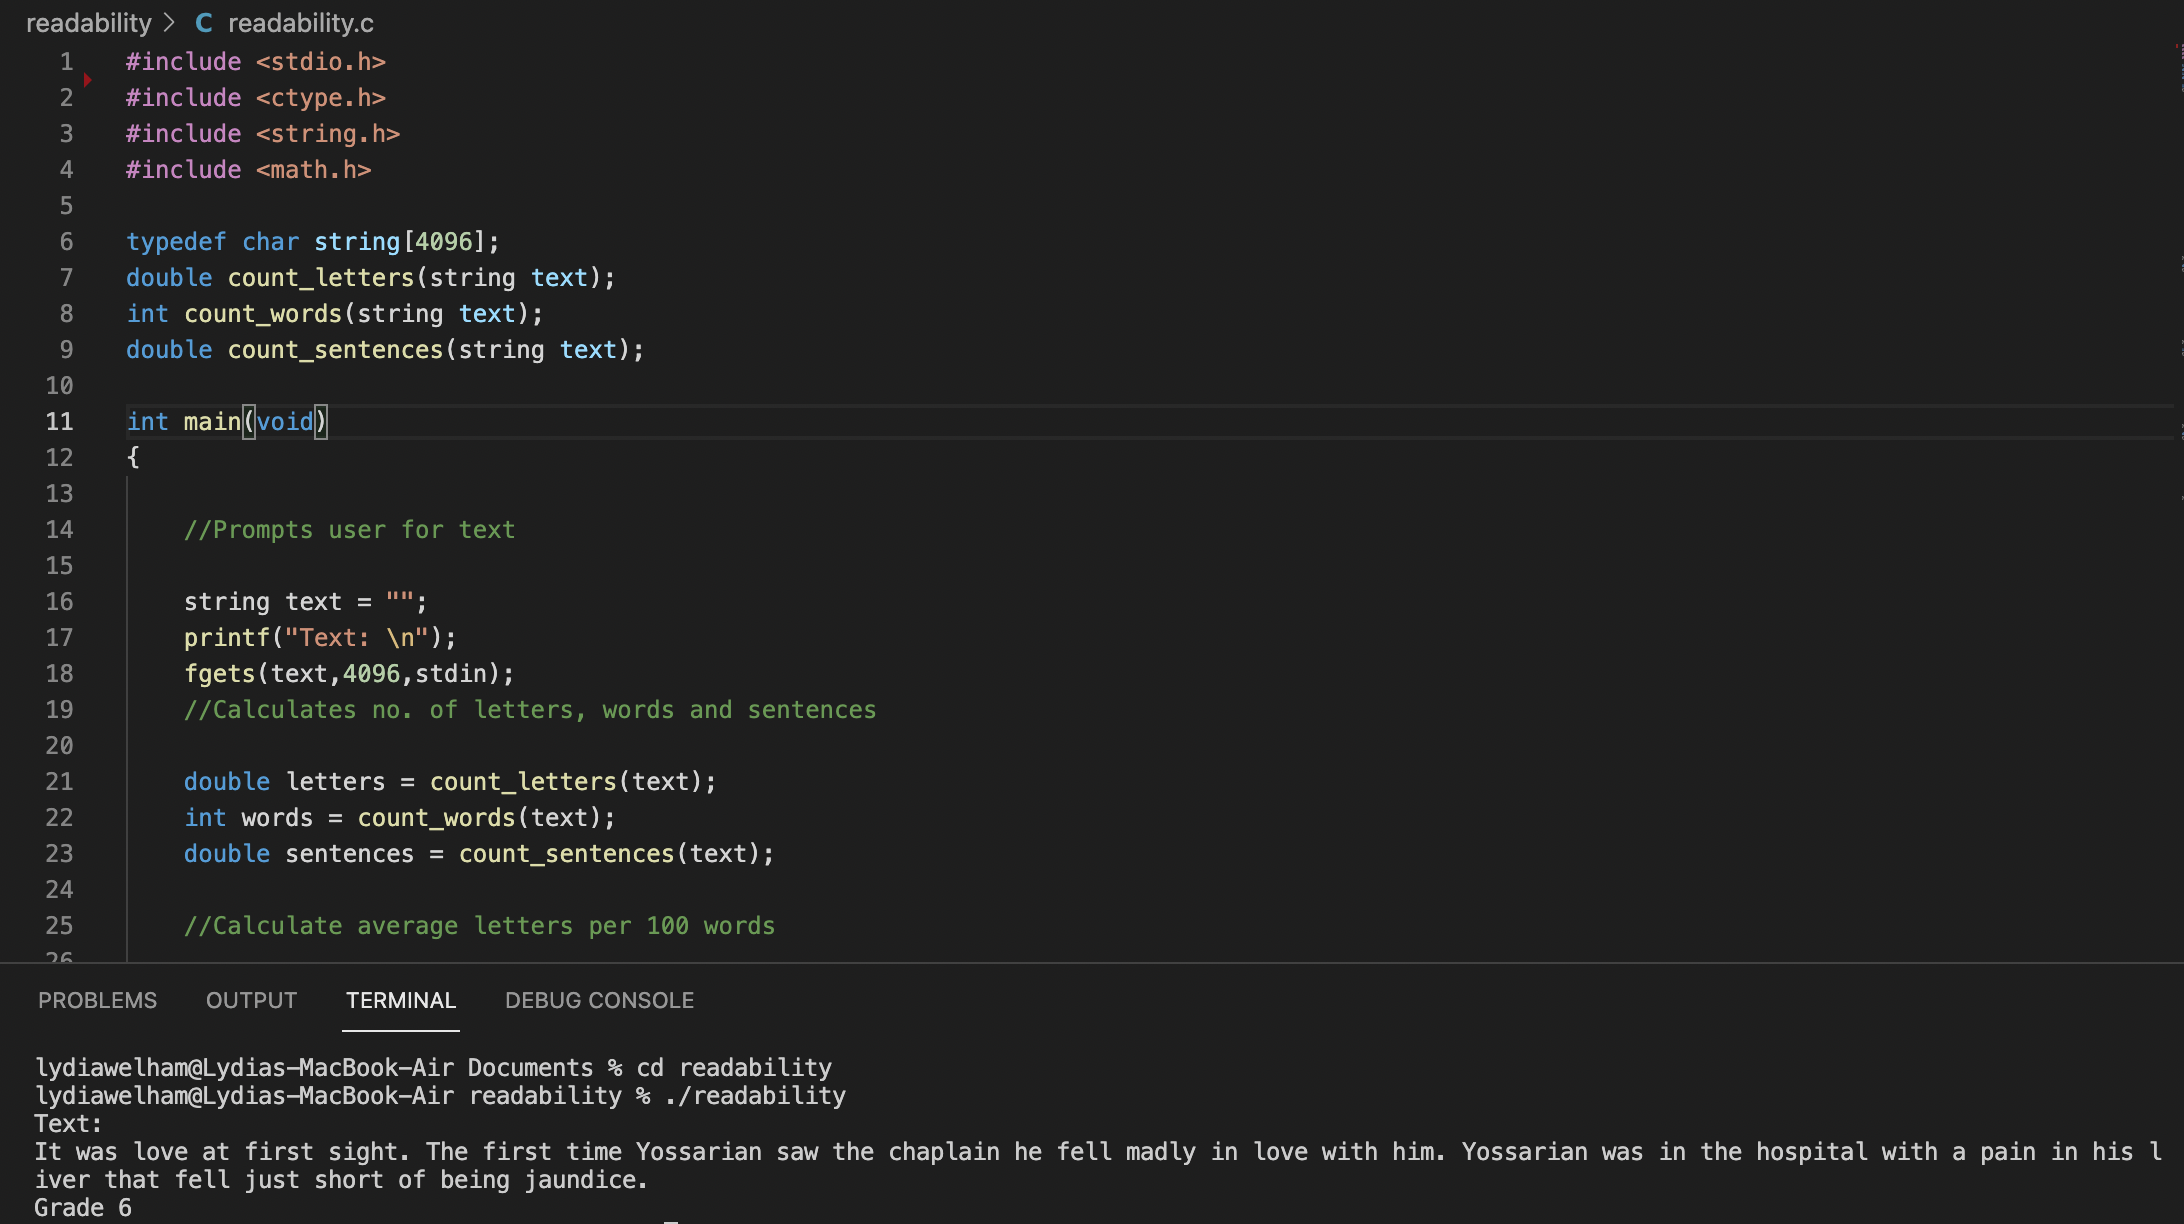 readability > C readability.c
1 #include <stdio.h>
2 #include <ctype.h>
3 #include <string.h>
4 #include <math.h>
5
6 typedef char string[4096];
7 double count_letters(string text);
8 int count_words(string text);
9 double count_sentences(string text);
10
11 int main(void)
12 {
13
14     //Prompts user for text
15
16     string text = "";
17     printf("Text: \n");
18     fgets(text,4096,stdin);
19     //Calculates no. of letters, words and sentences
20
21     double letters = count_letters(text);
22     int words = count_words(text);
23     double sentences = count_sentences(text);
24
25     //Calculate average letters per 100 words
26
PROBLEMS OUTPUT TERMINAL DEBUG CONSOLE
lydiawelham@Lydias-MacBook-Air Documents % cd readability
lydiawelham@Lydias-MacBook-Air readability % ./readability
Text:
It was love at first sight. The first time Yossarian saw the chaplain he fell madly in love with him. Yossarian was in the hospital with a pain in his l
iver that fell just short of being jaundice.
Grade 6